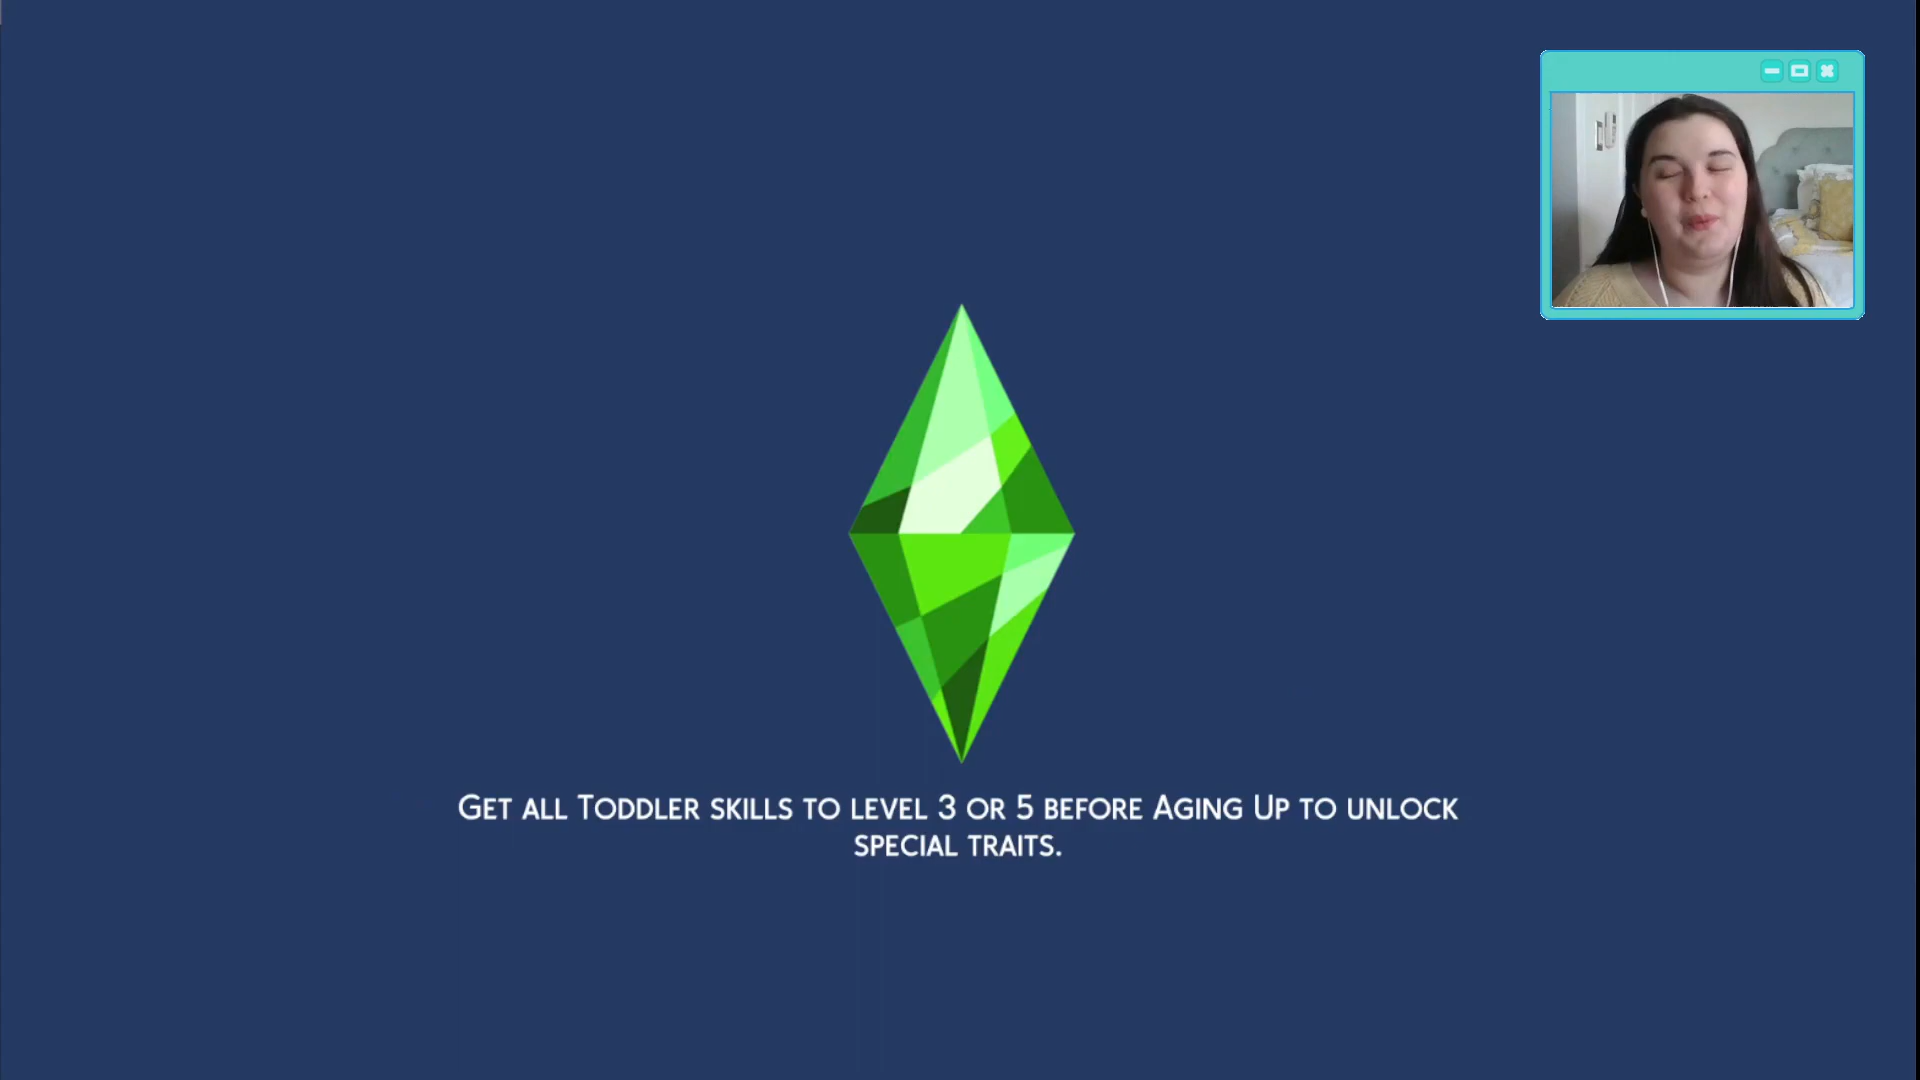 Get all Toddler skills to level 3 or 5 before Aging Up to unlock
special traits.